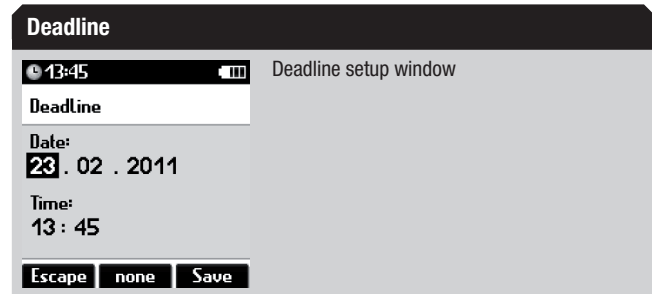 Deadline
13:45
Deadline setup window
Deadline
Date:
23 . 02 . 2011
Time:
13 : 45
Escape none Save